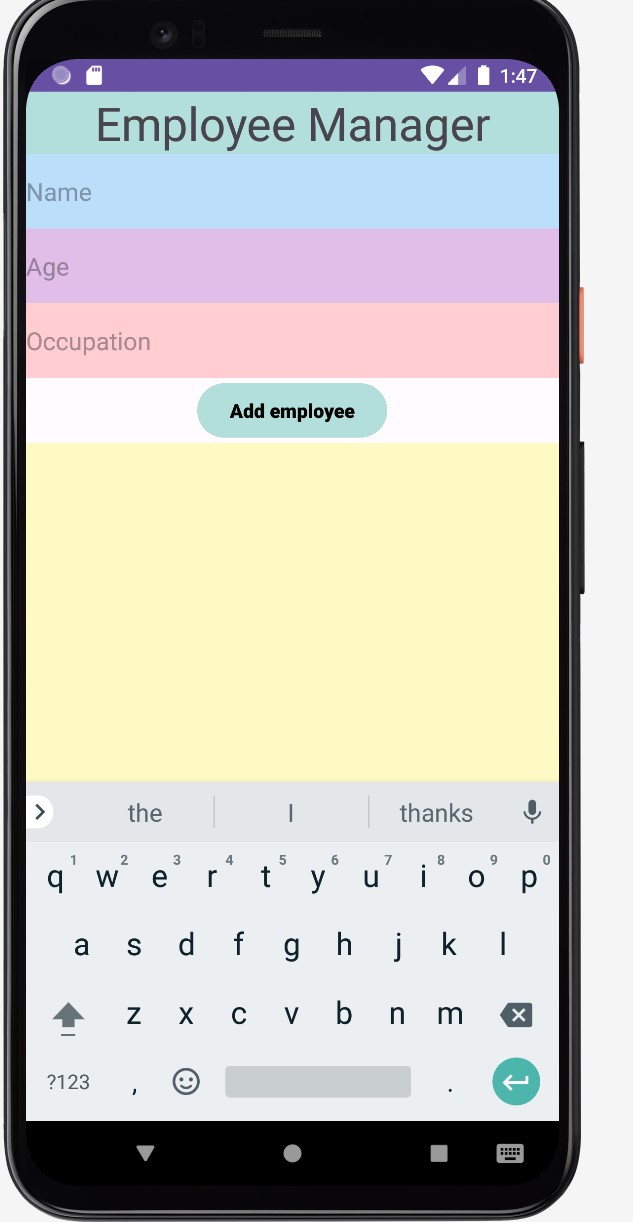 1:47
Employee Manager
Name
Age
Occupation
Add employee
the I thanks
1 2 3 4 5 6 7 8 9 0
q w e r t y u i o p
a s d f g h j k l
z x c v b n m
?123 , .